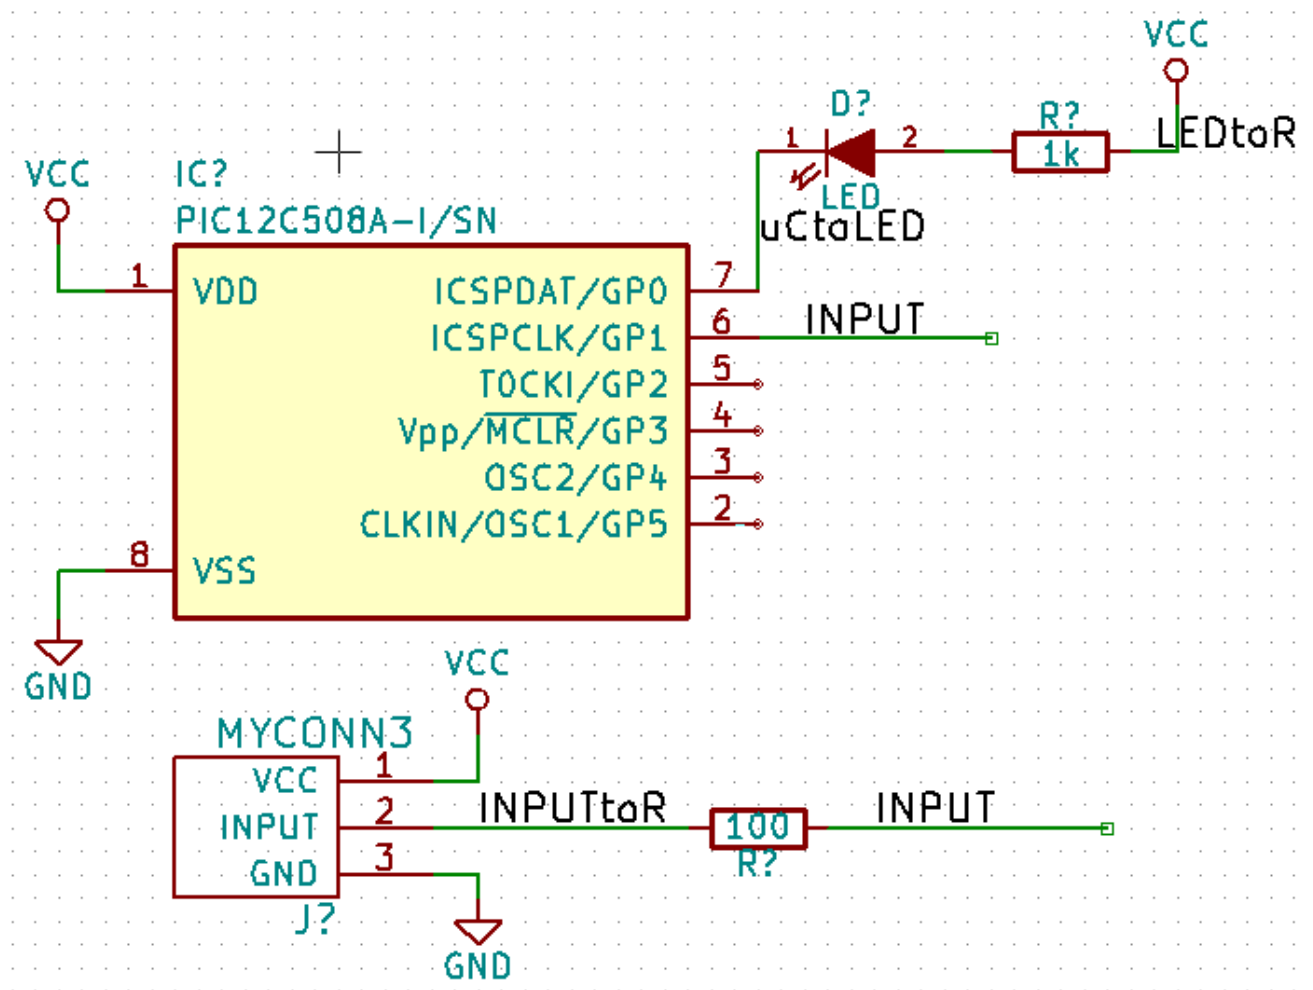 VCC
D?
R?
1
2
1k
LEDtoR
LED
uCtoLED
VCC
IC?
PIC12C508A-I/SN
1
VDD
ICSPDAT/GP0
7
ICSPCLK/GP1
6
INPUT
T0CKI/GP2
5
Vpp/MCLR/GP3
4
OSC2/GP4
3
CLKIN/OSC1/GP5
2
8
VSS
GND
VCC
MYCONN3
VCC
1
INPUT
2
INPUTtoR
100
R?
INPUT
GND
3
J?
GND